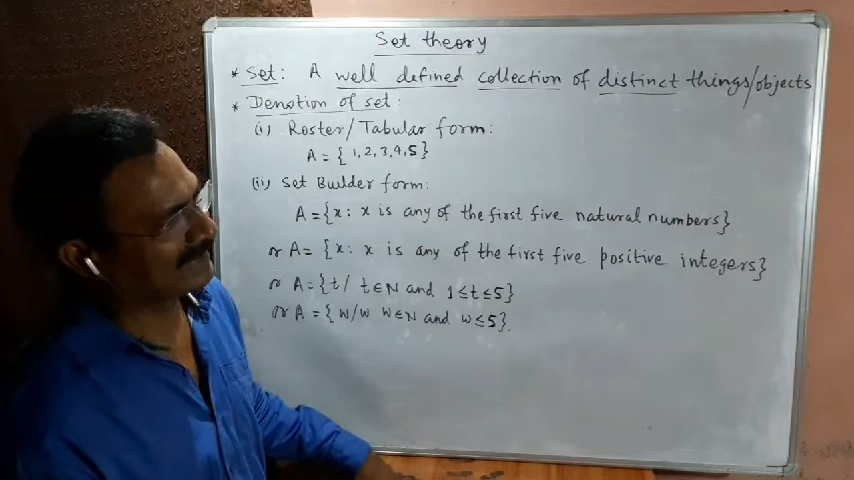 Set theory
* Set: A well defined collection of distinct things/objects
* Denotion of set:
(i) Roster/Tabular form:
A = {1,2,3,4,5}
(ii) Set Builder form:
A={x: x is any of the first five natural numbers}
or A= {x: x is any of the first five positive integers}
or A={t/ t∈N and 1≤t≤5}
or A = {w/w w∈N and w≤5}.